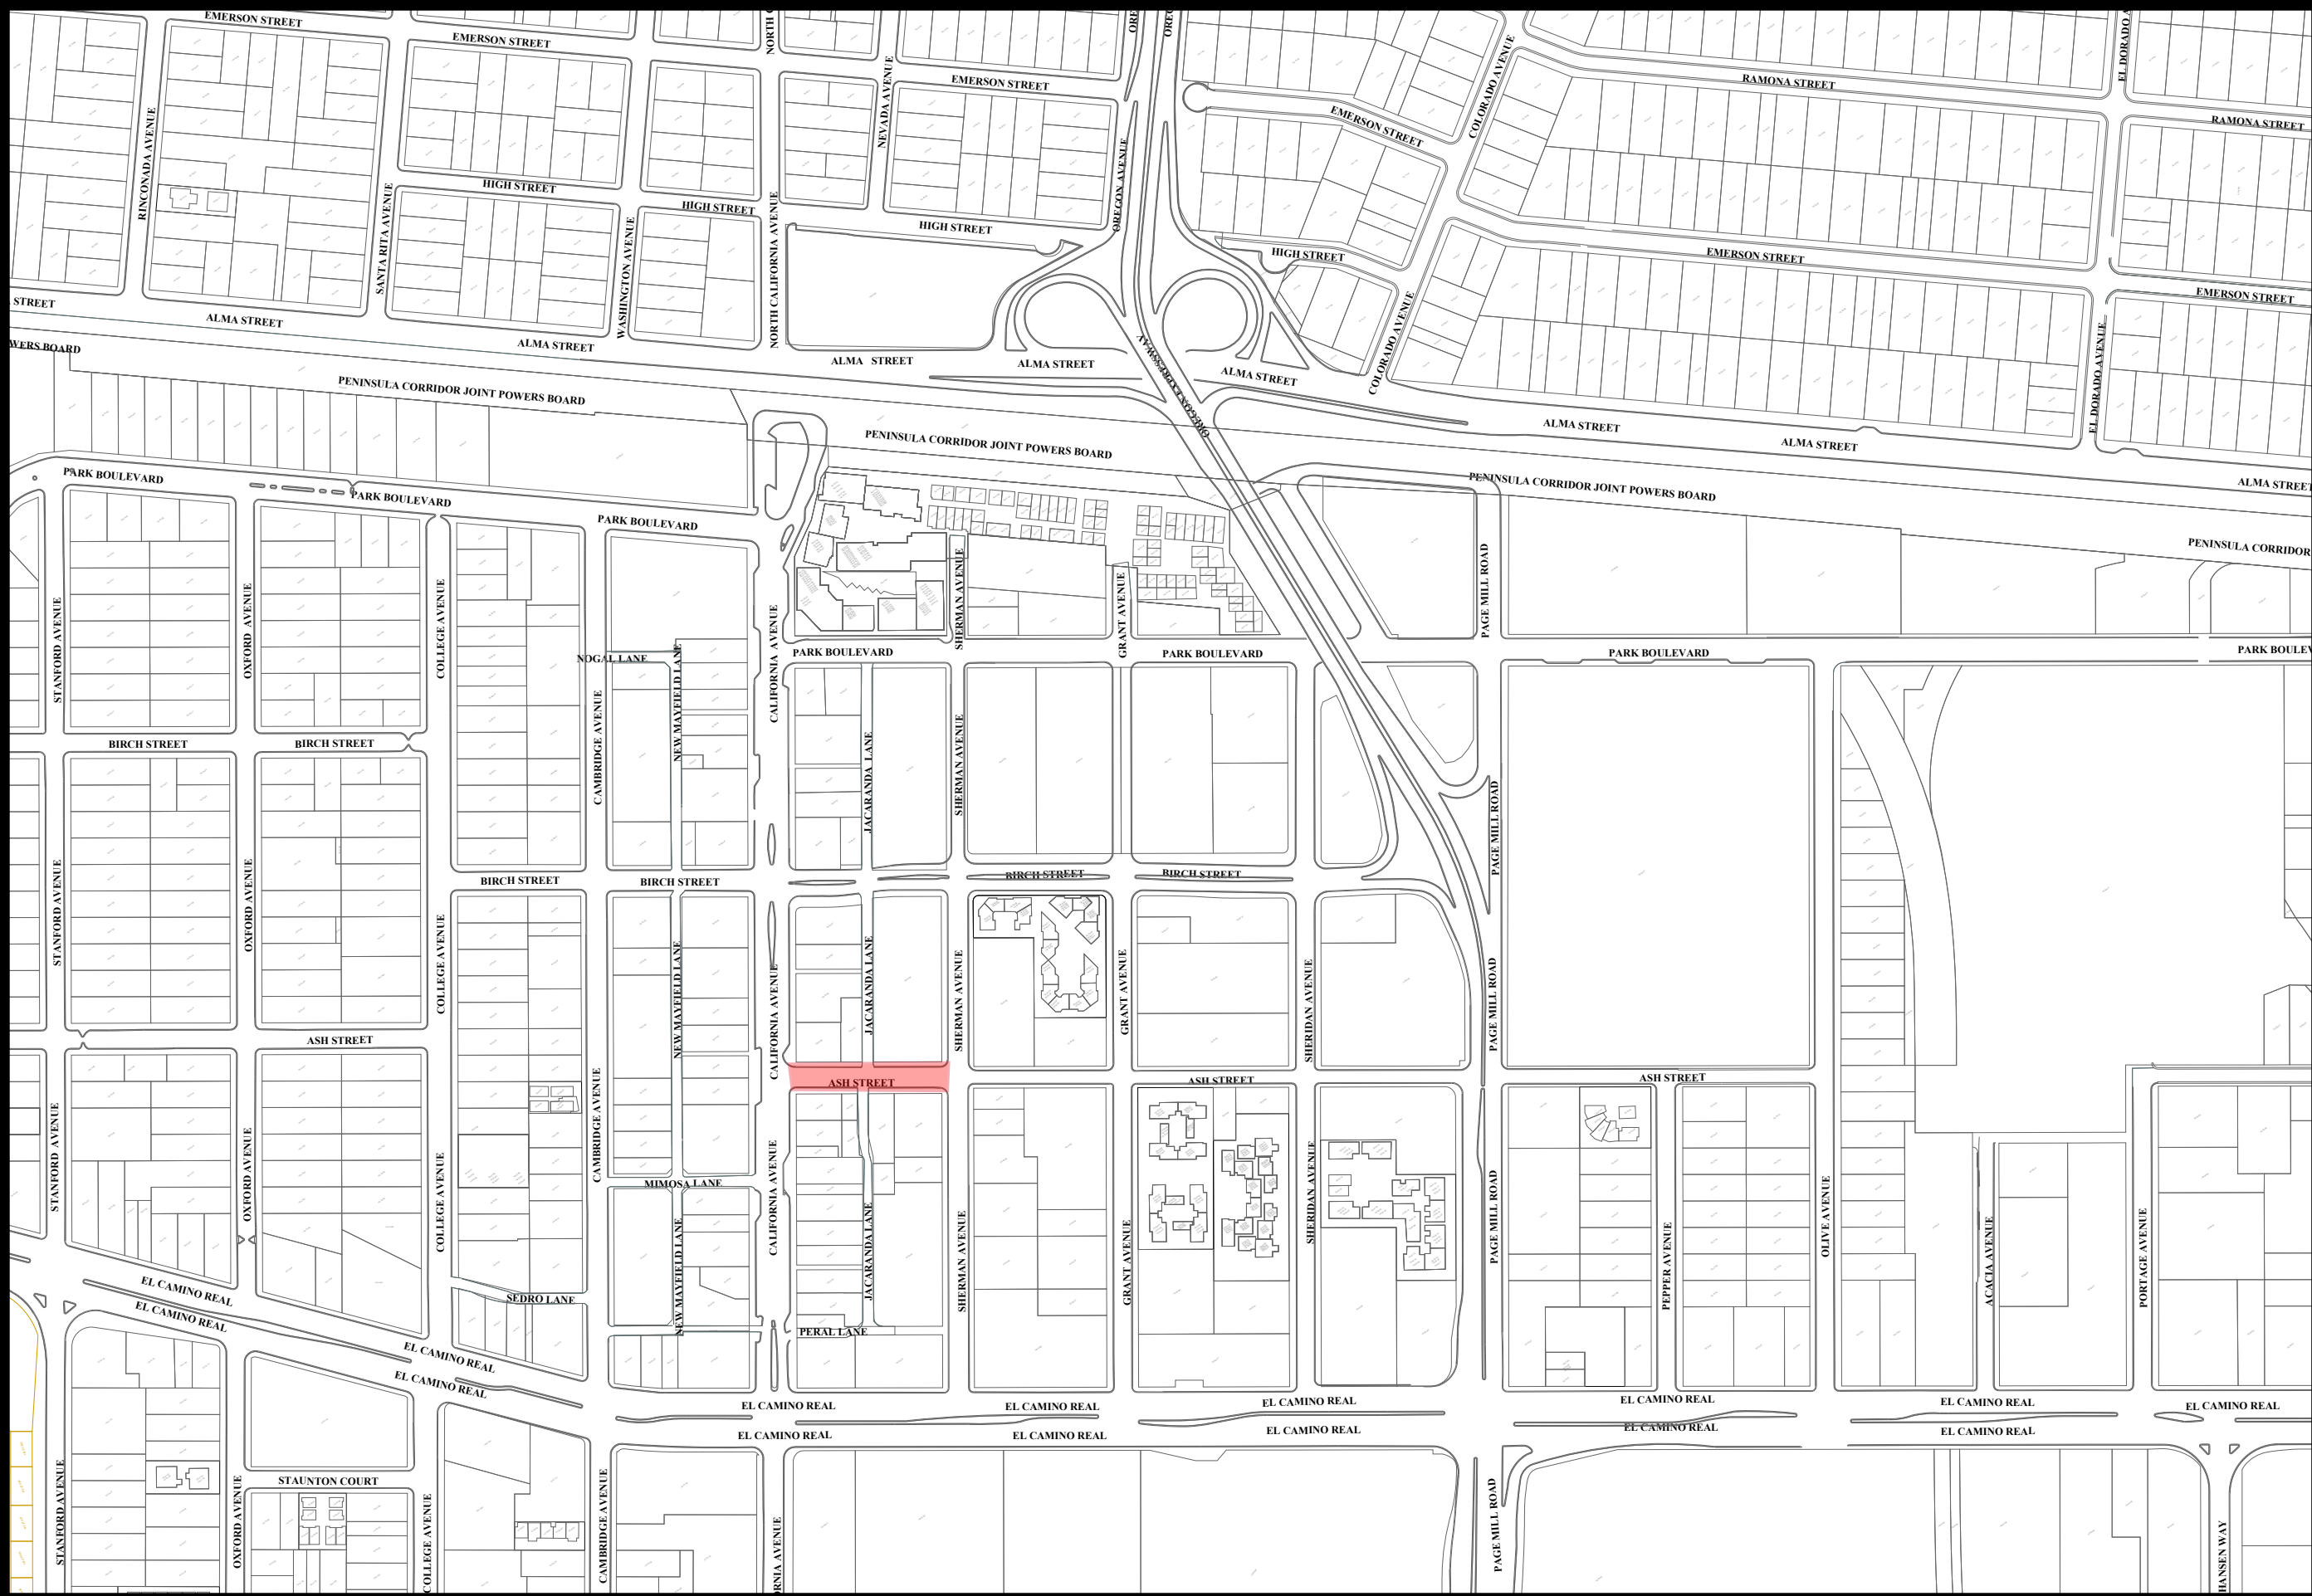 EMERSON STREET
EMERSON STREET
NORTH C
NEVADA AVENUE
EMERSON STREET
ORE
OREG
COLORADO AVENUE
RAMONA STREET
EL DORADO A
RAMONA STREET
RINCONADA AVENUE
SANTA RITA AVENUE
HIGH STREET
WASHINGTON AVENUE
HIGH STREET
NORTH CALIFORNIA AVENUE
HIGH STREET
OREGON AVENUE
EMERSON STREET
HIGH STREET
EMERSON STREET
EMERSON STREET
A STREET
ALMA STREET
ALMA STREET
ALMA STREET
ALMA STREET
OREGON EXPRESSWAY
ALMA STREET
COLORADO AVENUE
ALMA STREET
ALMA STREET
EL DORADO AVENUE
ALMA STREET
WERS BOARD
PENINSULA CORRIDOR JOINT POWERS BOARD
PENINSULA CORRIDOR JOINT POWERS BOARD
PENINSULA CORRIDOR JOINT POWERS BOARD
PENINSULA CORRIDOR
PARK BOULEVARD
PARK BOULEVARD
PARK BOULEVARD
STANFORD AVENUE
OXFORD AVENUE
COLLEGE AVENUE
CAMBRIDGE AVENUE
NOGAL LANE
NEW MAYFIELD LANE
CALIFORNIA AVENUE
PARK BOULEVARD
JACARANDA LANE
SHERMAN AVENUE
SHERMAN AVENUE
GRANT AVENUE
PARK BOULEVARD
PAGE MILL ROAD
PARK BOULEVARD
PARK BOULEV
BIRCH STREET
BIRCH STREET
BIRCH STREET
BIRCH STREET
BIRCH STREET
BIRCH STREET
PAGE MILL ROAD
STANFORD AVENUE
OXFORD AVENUE
COLLEGE AVENUE
NEW MAYFIELD LANE
CALIFORNIA AVENUE
JACARANDA LANE
SHERMAN AVENUE
GRANT AVENUE
SHERIDAN AVENUE
PAGE MILL ROAD
ASH STREET
ASH STREET
ASH STREET
ASH STREET
STANFORD AVENUE
OXFORD AVENUE
COLLEGE AVENUE
CAMBRIDGE AVENUE
MIMOSA LANE
NEW MAYFIELD LANE
CALIFORNIA AVENUE
JACARANDA LANE
SHERMAN AVENUE
GRANT AVENUE
SHERIDAN AVENUE
PAGE MILL ROAD
PEPPER AVENUE
OLIVE AVENUE
ACACIA AVENUE
PORTAGE AVENUE
EL CAMINO REAL
EL CAMINO REAL
SEDRO LANE
PERAL LANE
EL CAMINO REAL
EL CAMINO REAL
EL CAMINO REAL
EL CAMINO REAL
EL CAMINO REAL
EL CAMINO REAL
EL CAMINO REAL
EL CAMINO REAL
EL CAMINO REAL
EL CAMINO REAL
EL CAMINO REAL
EL CAMINO REAL
EL CAMINO REAL
STAUNTON COURT
STANFORD AVENUE
OXFORD AVENUE
COLLEGE AVENUE
CAMBRIDGE AVENUE
RNIA AVENUE
PAGE MILL ROAD
HANSEN WAY